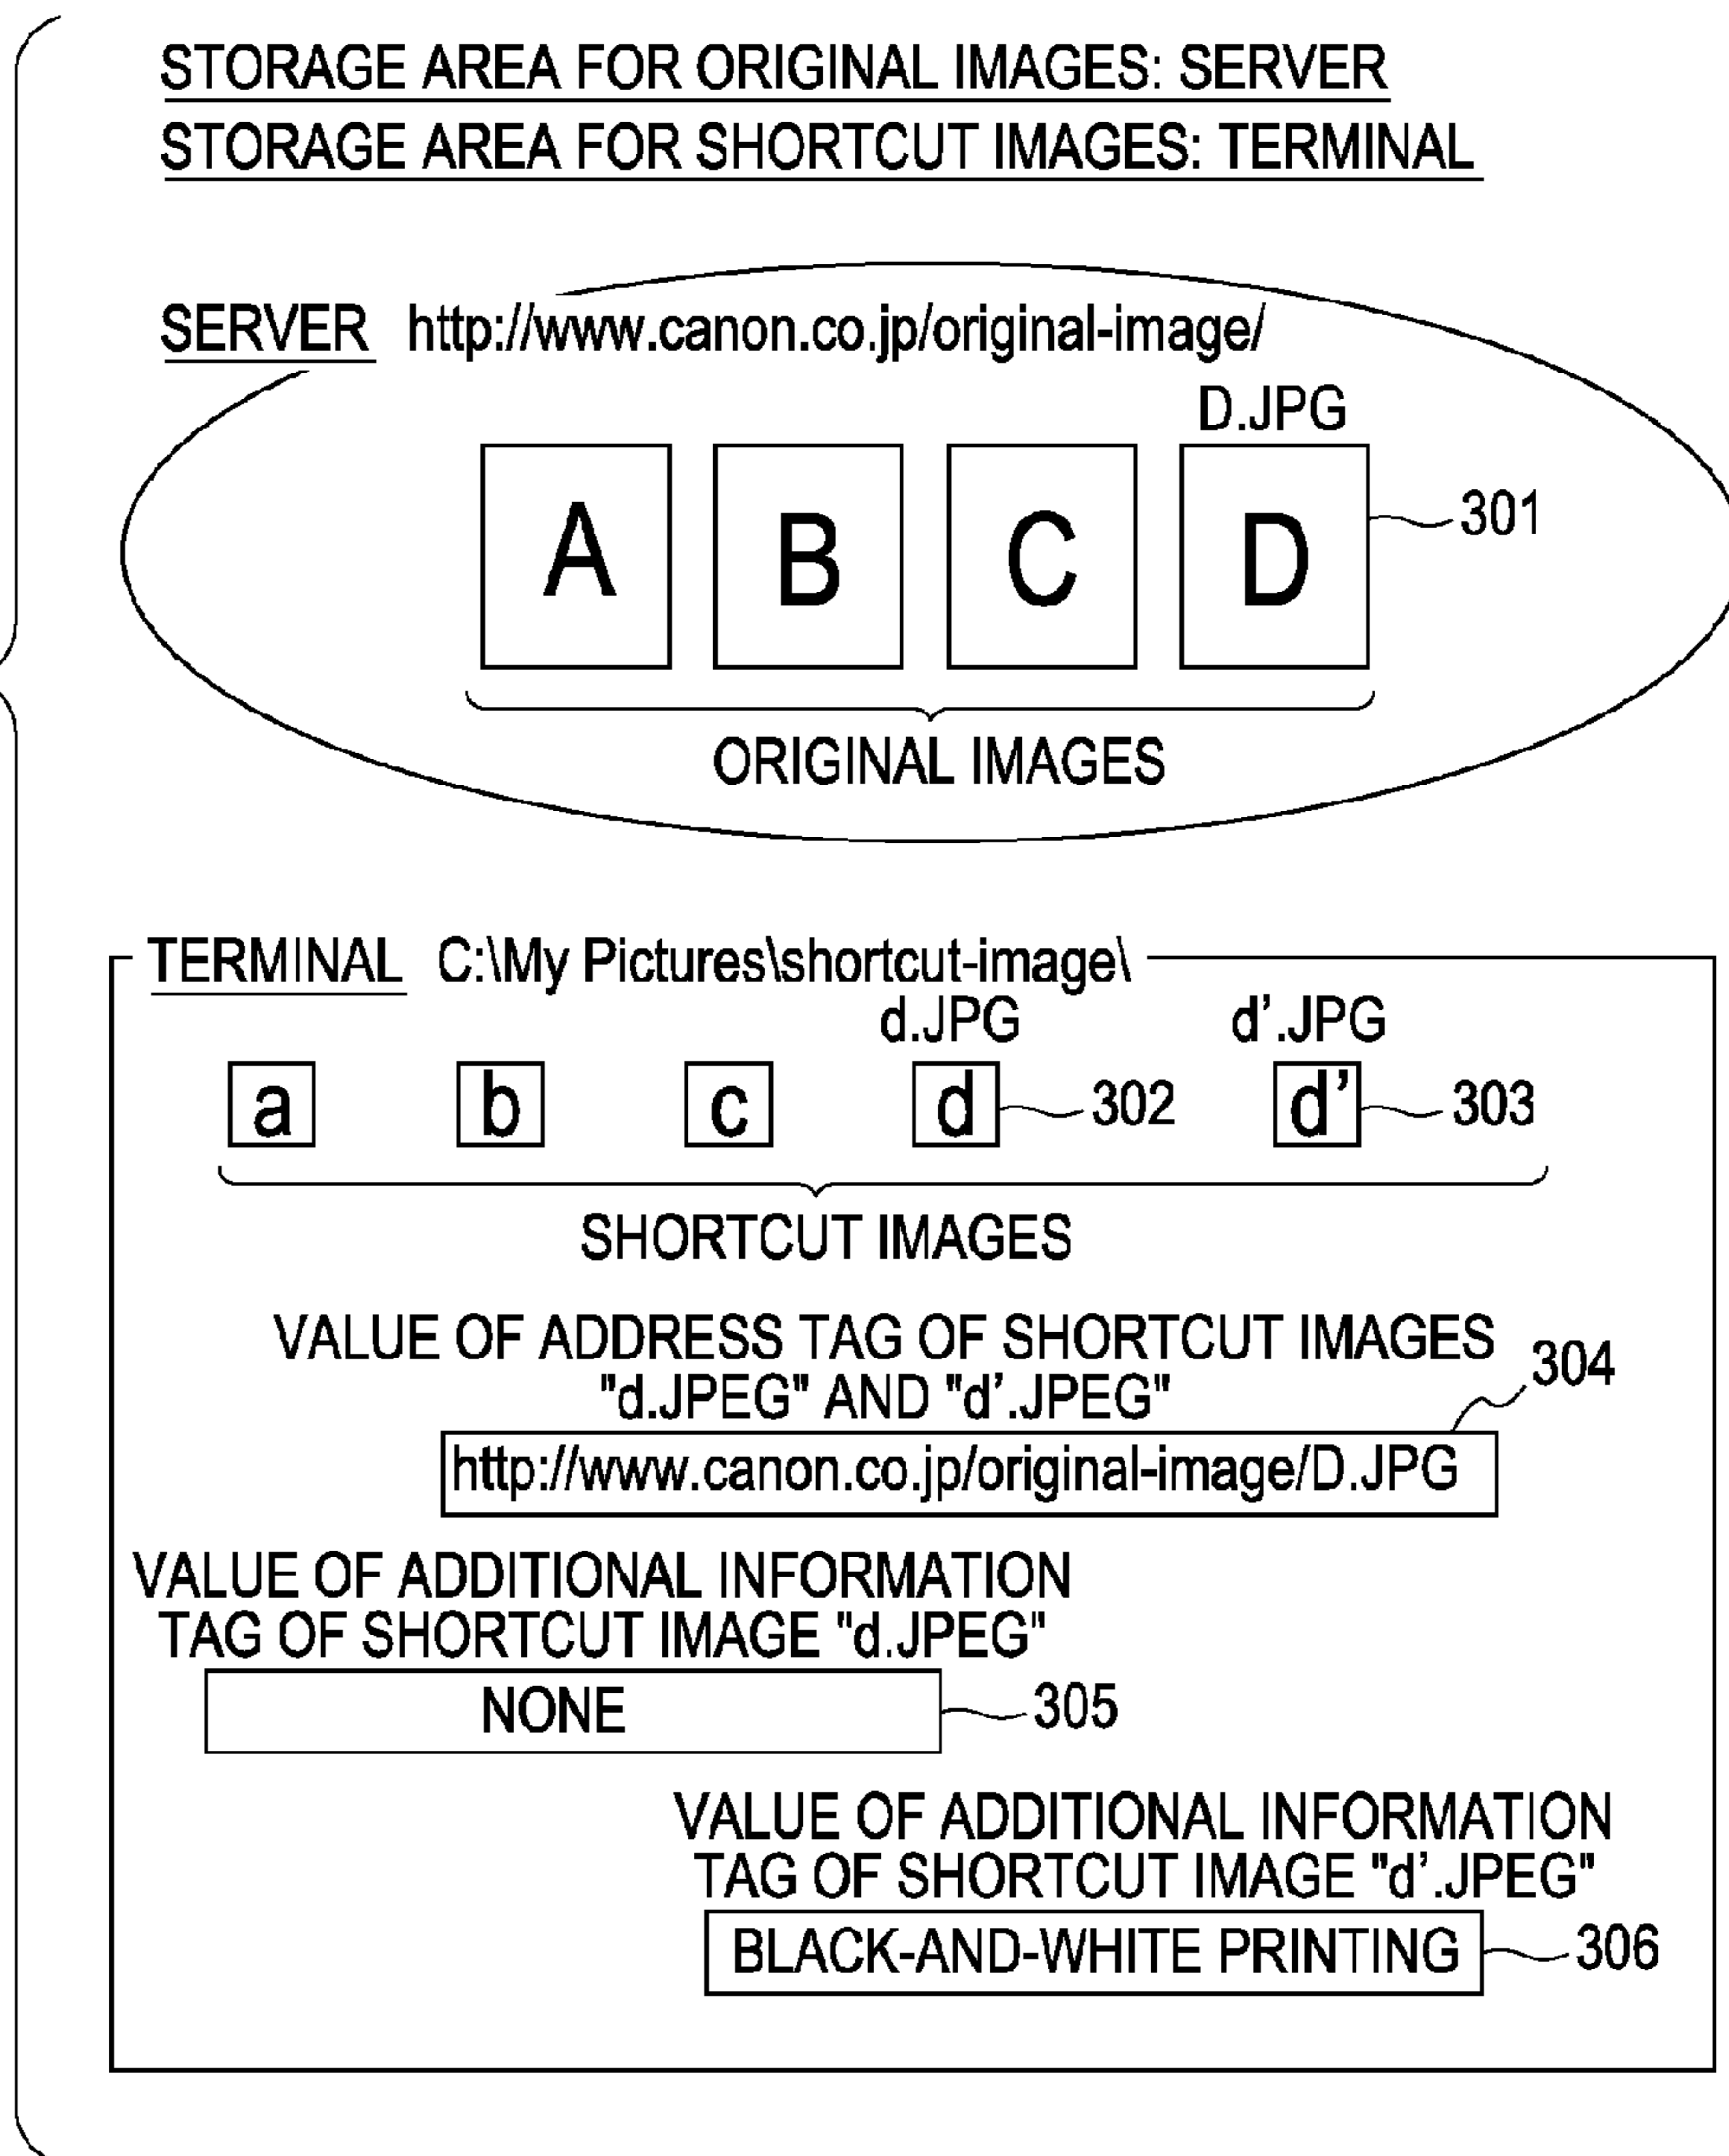 STORAGE AREA FOR ORIGINAL IMAGES: SERVER
STORAGE AREA FOR SHORTCUT IMAGES: TERMINAL
SERVER http://www.canon.co.jp/original-image/
D.JPG
A B C D 301
ORIGINAL IMAGES
TERMINAL C:\My Pictures\shortcut-image\
d.JPG d'.JPG
a b c d 302 d' 303
SHORTCUT IMAGES
VALUE OF ADDRESS TAG OF SHORTCUT IMAGES
"d.JPEG" AND "d'.JPEG"
304
http://www.canon.co.jp/original-image/D.JPG
VALUE OF ADDITIONAL INFORMATION
TAG OF SHORTCUT IMAGE "d.JPEG"
NONE 305
VALUE OF ADDITIONAL INFORMATION
TAG OF SHORTCUT IMAGE "d'.JPEG"
BLACK-AND-WHITE PRINTING 306